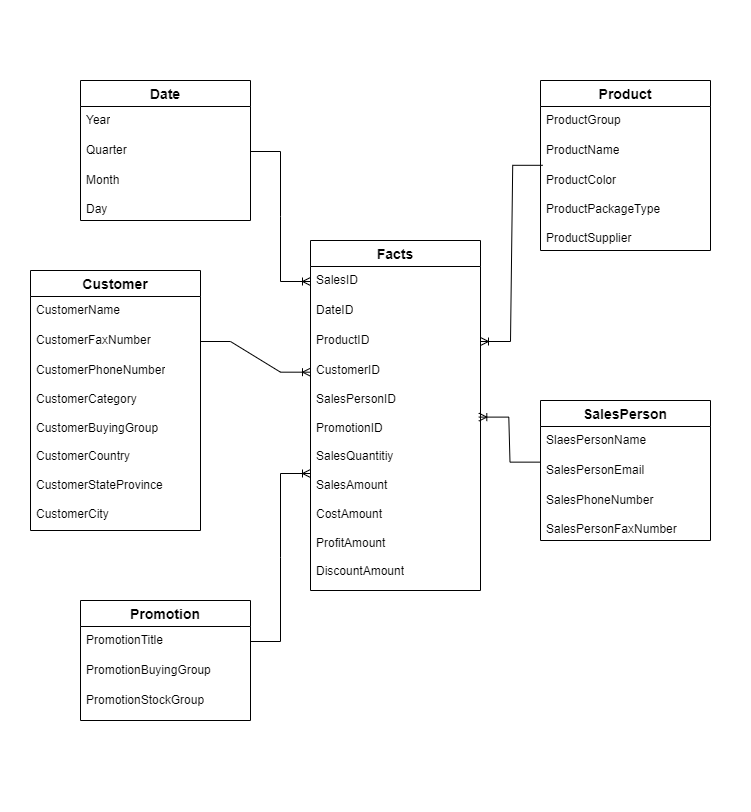 Date
Year
Quarter
Month
Day
Product
ProductGroup
ProductName
ProductColor
ProductPackageType
ProductSupplier
Facts
SalesID
DateID
ProductID
CustomerID
SalesPersonID
PromotionID
SalesQuantitiy
SalesAmount
CostAmount
ProfitAmount
DiscountAmount
Customer
CustomerName
CustomerFaxNumber
CustomerPhoneNumber
CustomerCategory
CustomerBuyingGroup
CustomerCountry
CustomerStateProvince
CustomerCity
SalesPerson
SlaesPersonName
SalesPersonEmail
SalesPhoneNumber
SalesPersonFaxNumber
Promotion
PromotionTitle
PromotionBuyingGroup
PromotionStockGroup